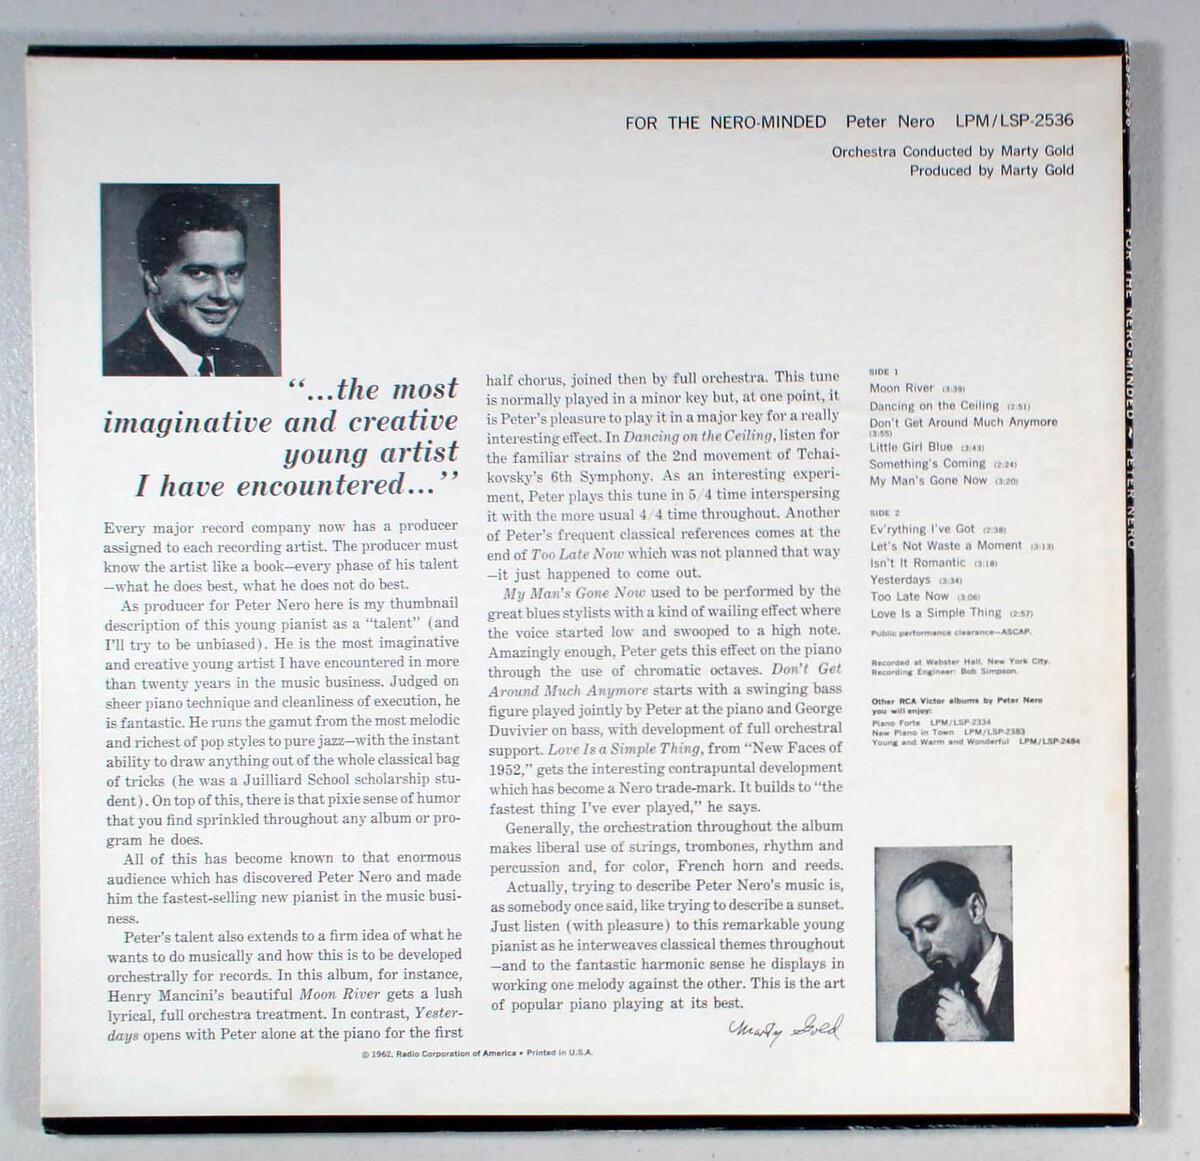 FOR THE NERO-MINDED Peter Nero LPM/LSP-2536
Orchestra Conducted by Marty Gold
Produced by Marty Gold
“...the most
imaginative and creative
young artist
I have encountered...”
Every major record company now has a producer
assigned to each recording artist. The producer must
know the artist like a book—every phase of his talent
—what he does best, what he does not do best.
As producer for Peter Nero here is my thumbnail
description of this young pianist as a “talent” (and
I'll try to be unbiased). He is the most imaginative
and creative young artist I have encountered in more
than twenty years in the music business. Judged on
sheer piano technique and cleanliness of execution, he
is fantastic. He runs the gamut from the most melodic
and richest of pop styles to pure jazz—with the instant
ability to draw anything out of the whole classical bag
of tricks (he was a Juilliard School scholarship stu-
dent). On top of this, there is that pixie sense of humor
that you find sprinkled throughout any album or pro-
gram he does.
All of this has become known to that enormous
audience which has discovered Peter Nero and made
him the fastest-selling new pianist in the music busi-
ness.
Peter's talent also extends to a firm idea of what he
wants to do musically and how this is to be developed
orchestrally for records. In this album, for instance,
Henry Mancini's beautiful Moon River gets a lush
lyrical, full orchestra treatment. In contrast, Yester-
days opens with Peter alone at the piano for the first
half chorus, joined then by full orchestra. This tune
is normally played in a minor key but, at one point, it
is Peter's pleasure to play it in a major key for a really
interesting effect. In Dancing on the Ceiling, listen for
the familiar strains of the 2nd movement of Tchai-
kovsky's 6th Symphony. As an interesting experi-
ment, Peter plays this tune in 5/4 time interspersing
it with the more usual 4/4 time throughout. Another
of Peter's frequent classical references comes at the
end of Too Late Now which was not planned that way
—it just happened to come out.
My Man's Gone Now used to be performed by the
great blues stylists with a kind of wailing effect where
the voice started low and swooped to a high note.
Amazingly enough, Peter gets this effect on the piano
through the use of chromatic octaves. Don't Get
Around Much Anymore starts with a swinging bass
figure played jointly by Peter at the piano and George
Duvivier on bass, with development of full orchestral
support. Love Is a Simple Thing, from “New Faces of
1952,” gets the interesting contrapuntal development
which has become a Nero trade-mark. It builds to “the
fastest thing I've ever played,” he says.
Generally, the orchestration throughout the album
makes liberal use of strings, trombones, rhythm and
percussion and, for color, French horn and reeds.
Actually, trying to describe Peter Nero's music is,
as somebody once said, like trying to describe a sunset.
Just listen (with pleasure) to this remarkable young
pianist as he interweaves classical themes throughout
—and to the fantastic harmonic sense he displays in
working one melody against the other. This is the art
of popular piano playing at its best.
Marty Gold
SIDE 1
Moon River (3:39)
Dancing on the Ceiling (2:51)
Don't Get Around Much Anymore
(3:55)
Little Girl Blue (3:43)
Something's Coming (2:24)
My Man's Gone Now (3:20)
SIDE 2
Ev'rything I've Got (2:38)
Let's Not Waste a Moment (3:13)
Isn't It Romantic (3:18)
Yesterdays (3:34)
Too Late Now (3:06)
Love Is a Simple Thing (2:57)
Public performance clearance—ASCAP.
Recorded at Webster Hall, New York City.
Recording Engineer: Bob Simpson.
Other RCA Victor albums by Peter Nero
you will enjoy:
Piano Forte LPM/LSP-2334
New Piano in Town LPM/LSP-2383
Young and Warm and Wonderful LPM/LSP-2484
© 1962, Radio Corporation of America • Printed in U.S.A.
FOR THE NERO-MINDED ~ PETER NERO